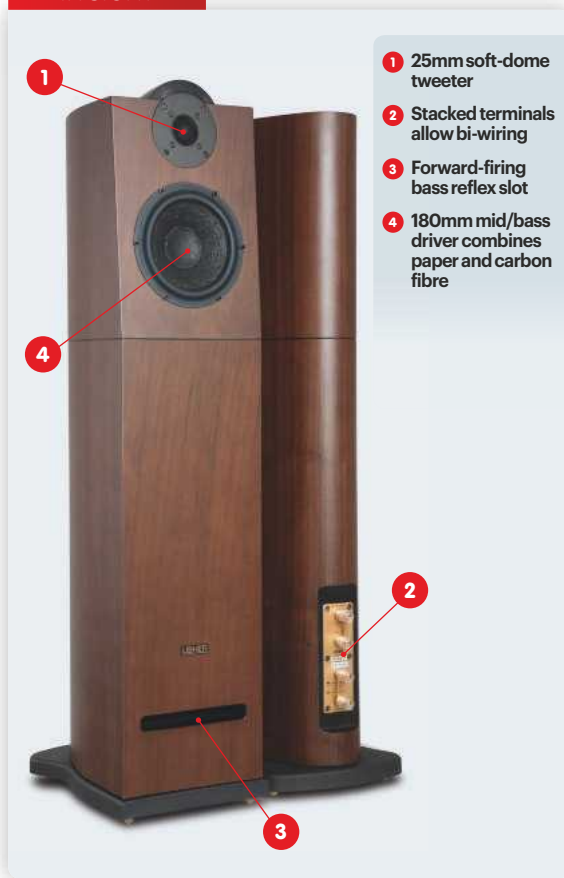 1 25mm soft-dome
tweeter
2 Stacked terminals
allow bi-wiring
3 Forward-firing
bass reflex slot
4 180mm mid/bass
driver combines
paper and carbon
fibre
1
4
2
3